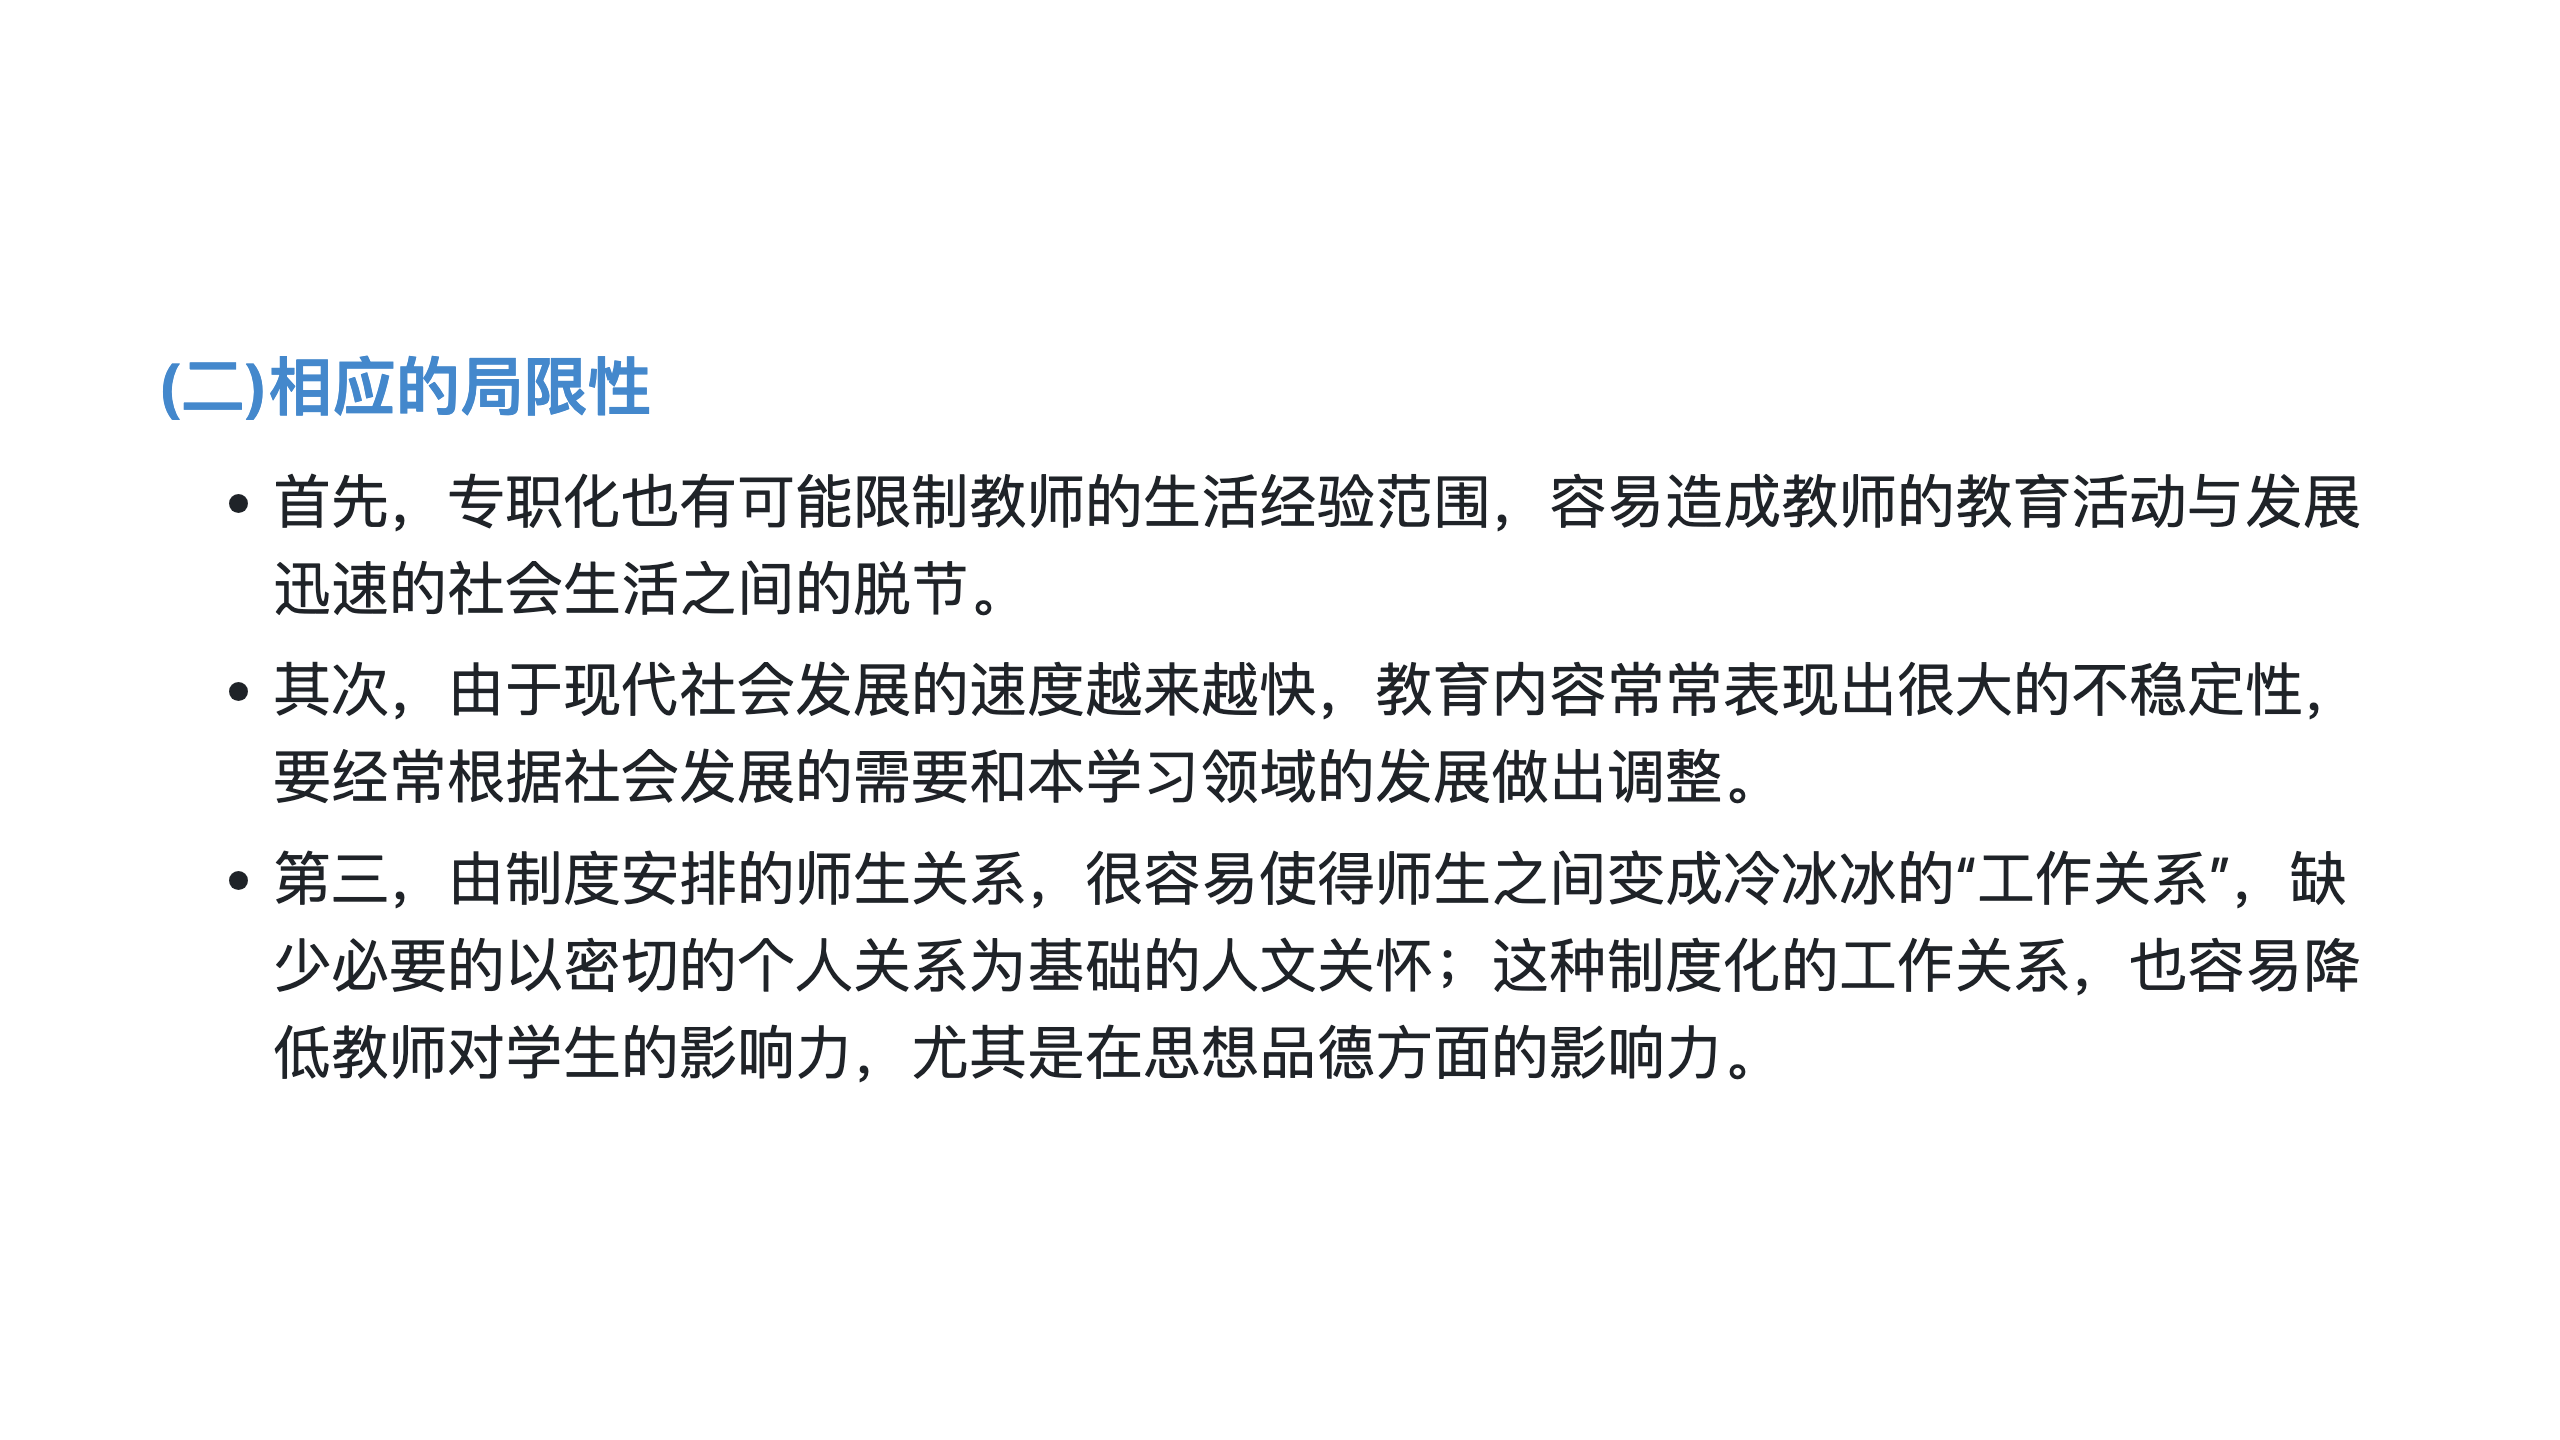 (二)相应的局限性
• 首先，专职化也有可能限制教师的生活经验范围，容易造成教师的教育活动与发展
迅速的社会生活之间的脱节。
• 其次，由于现代社会发展的速度越来越快，教育内容常常表现出很大的不稳定性，
要经常根据社会发展的需要和本学习领域的发展做出调整。
• 第三，由制度安排的师生关系，很容易使得师生之间变成冷冰冰的“工作关系”，缺
少必要的以密切的个人关系为基础的人文关怀；这种制度化的工作关系，也容易降
低教师对学生的影响力，尤其是在思想品德方面的影响力。